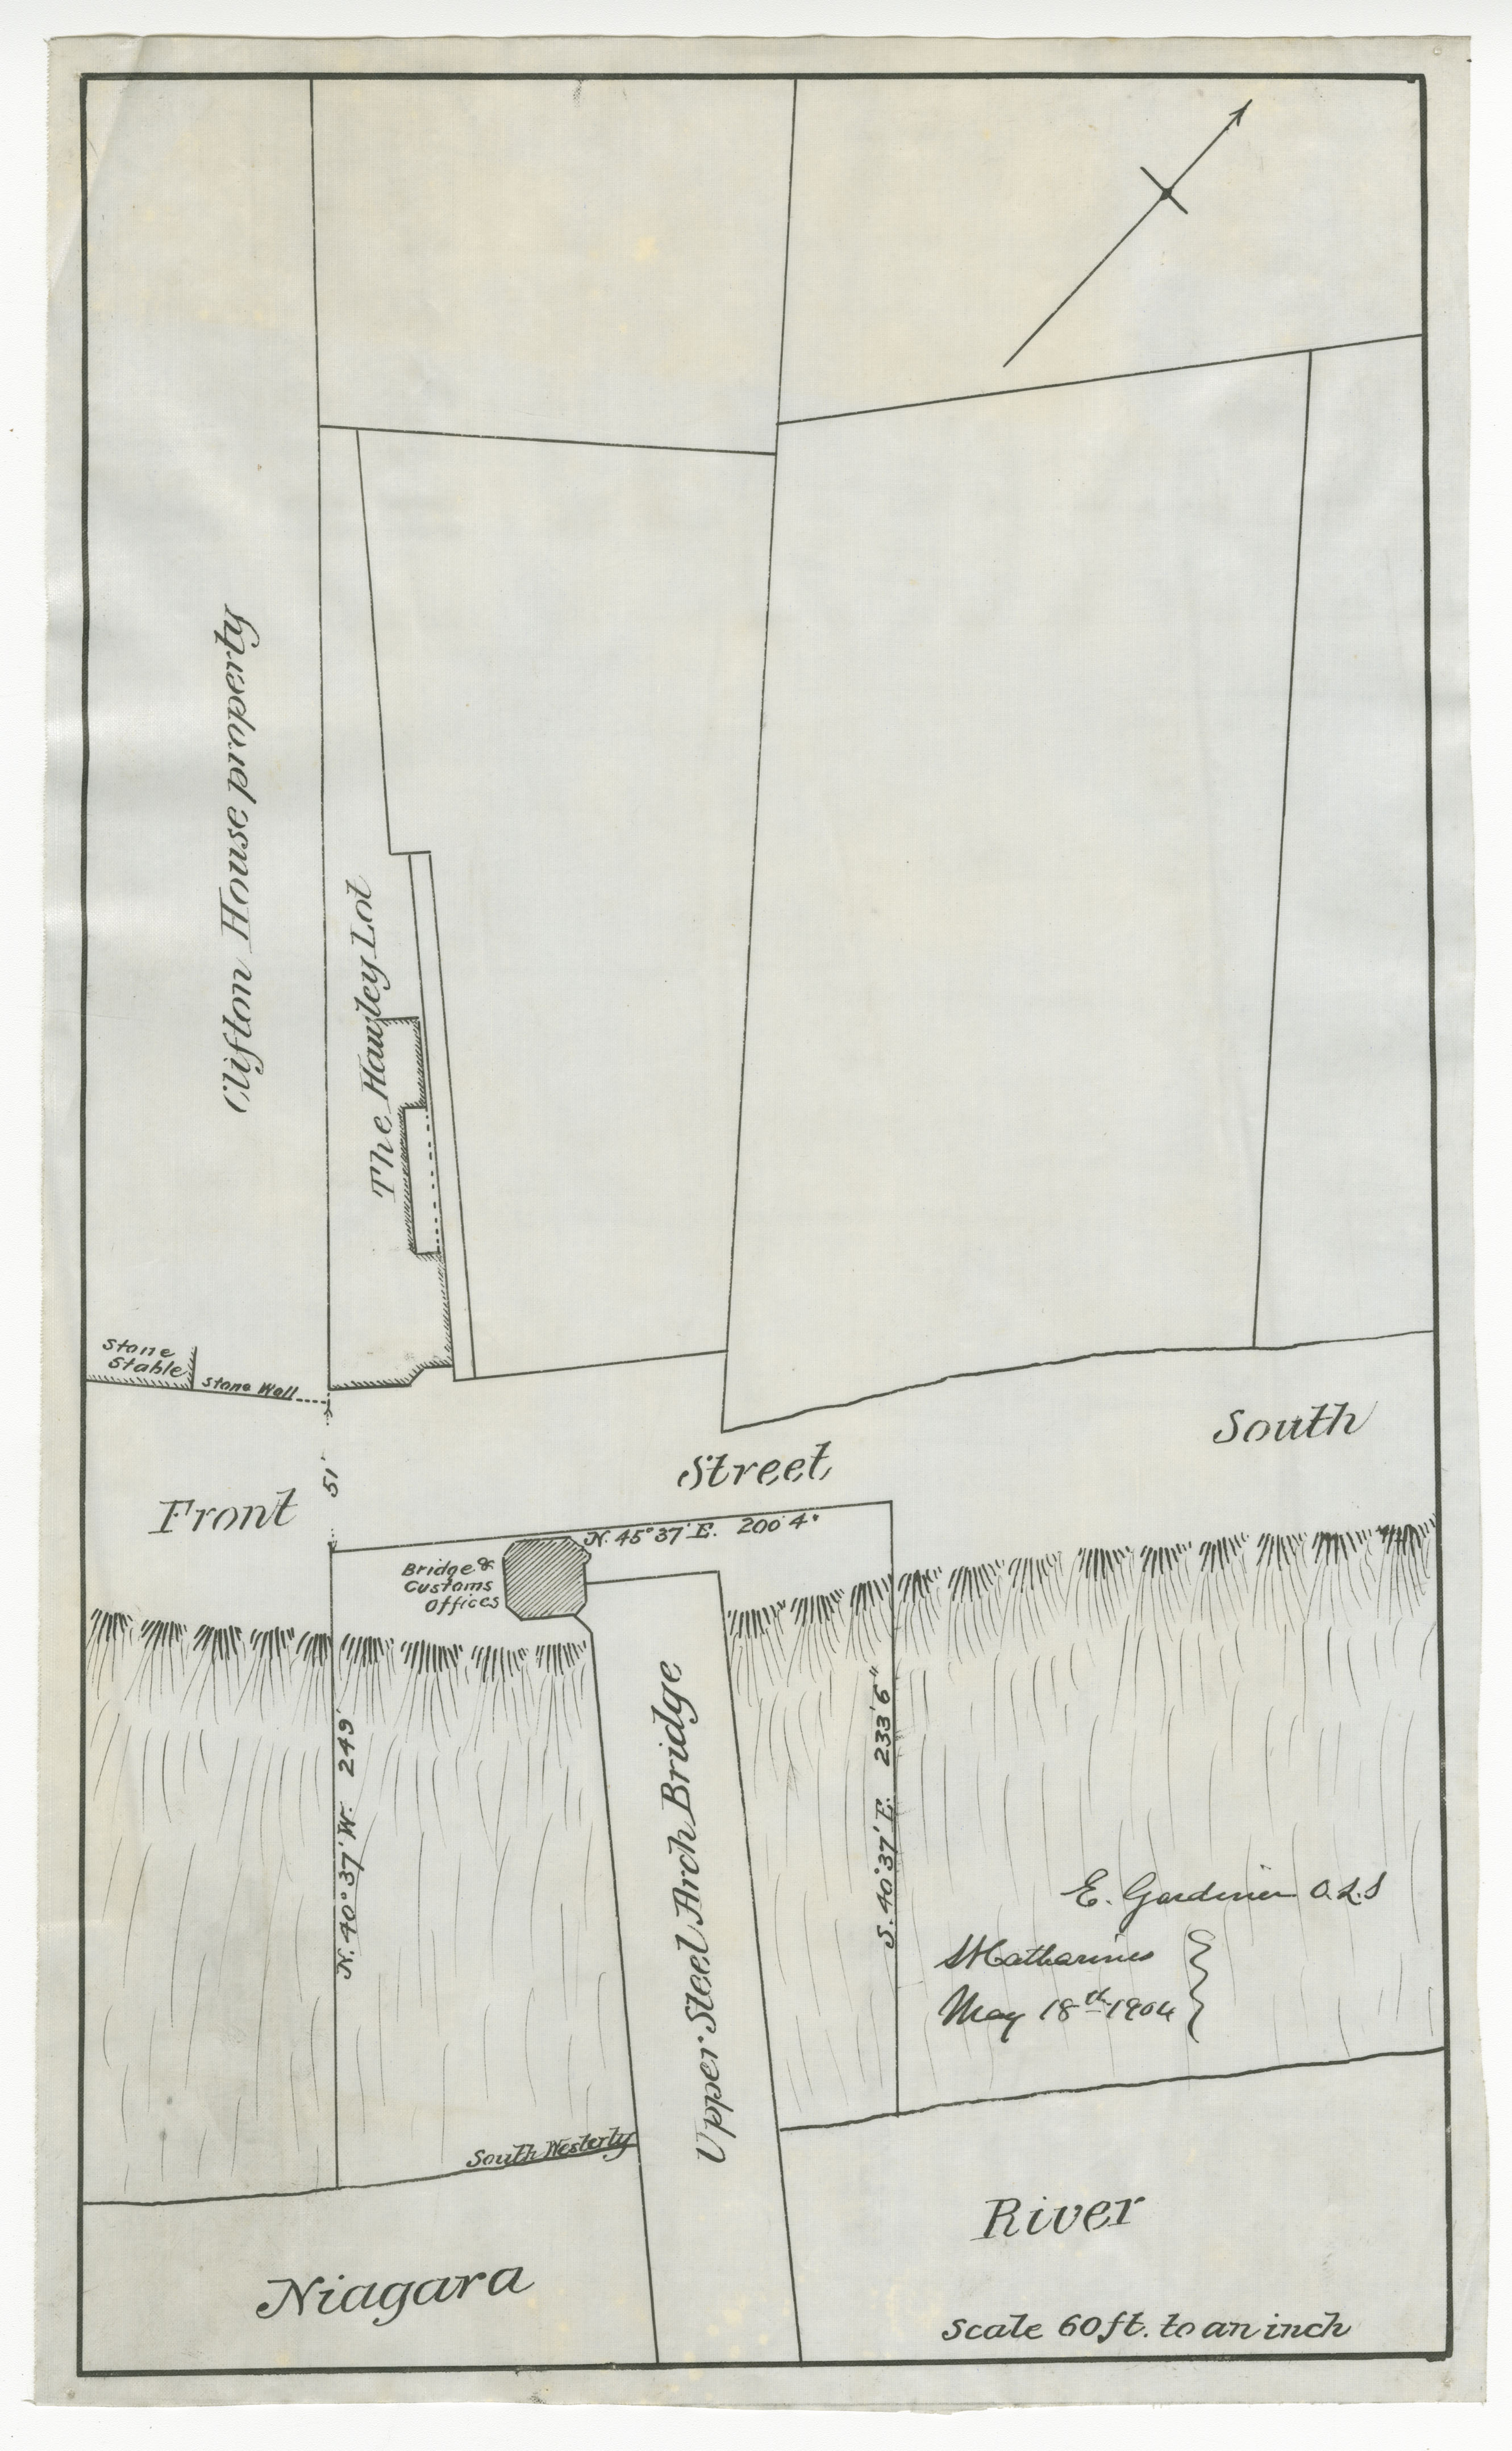 Clifton House property
The Hawley Lot
Stone
Stable
Stone Wall
51'
Front
Street
South
N. 45° 37' E. 200' 4"
Bridge &
Customs
Offices
N. 40° 37' W. 249'
Upper Steel Arch Bridge
S. 40° 37' E. 233' 6"
E. Gardiner O.L.S
St Catharines
May 18th 1904
South Westerly
Niagara
River
Scale 60 ft. to an inch